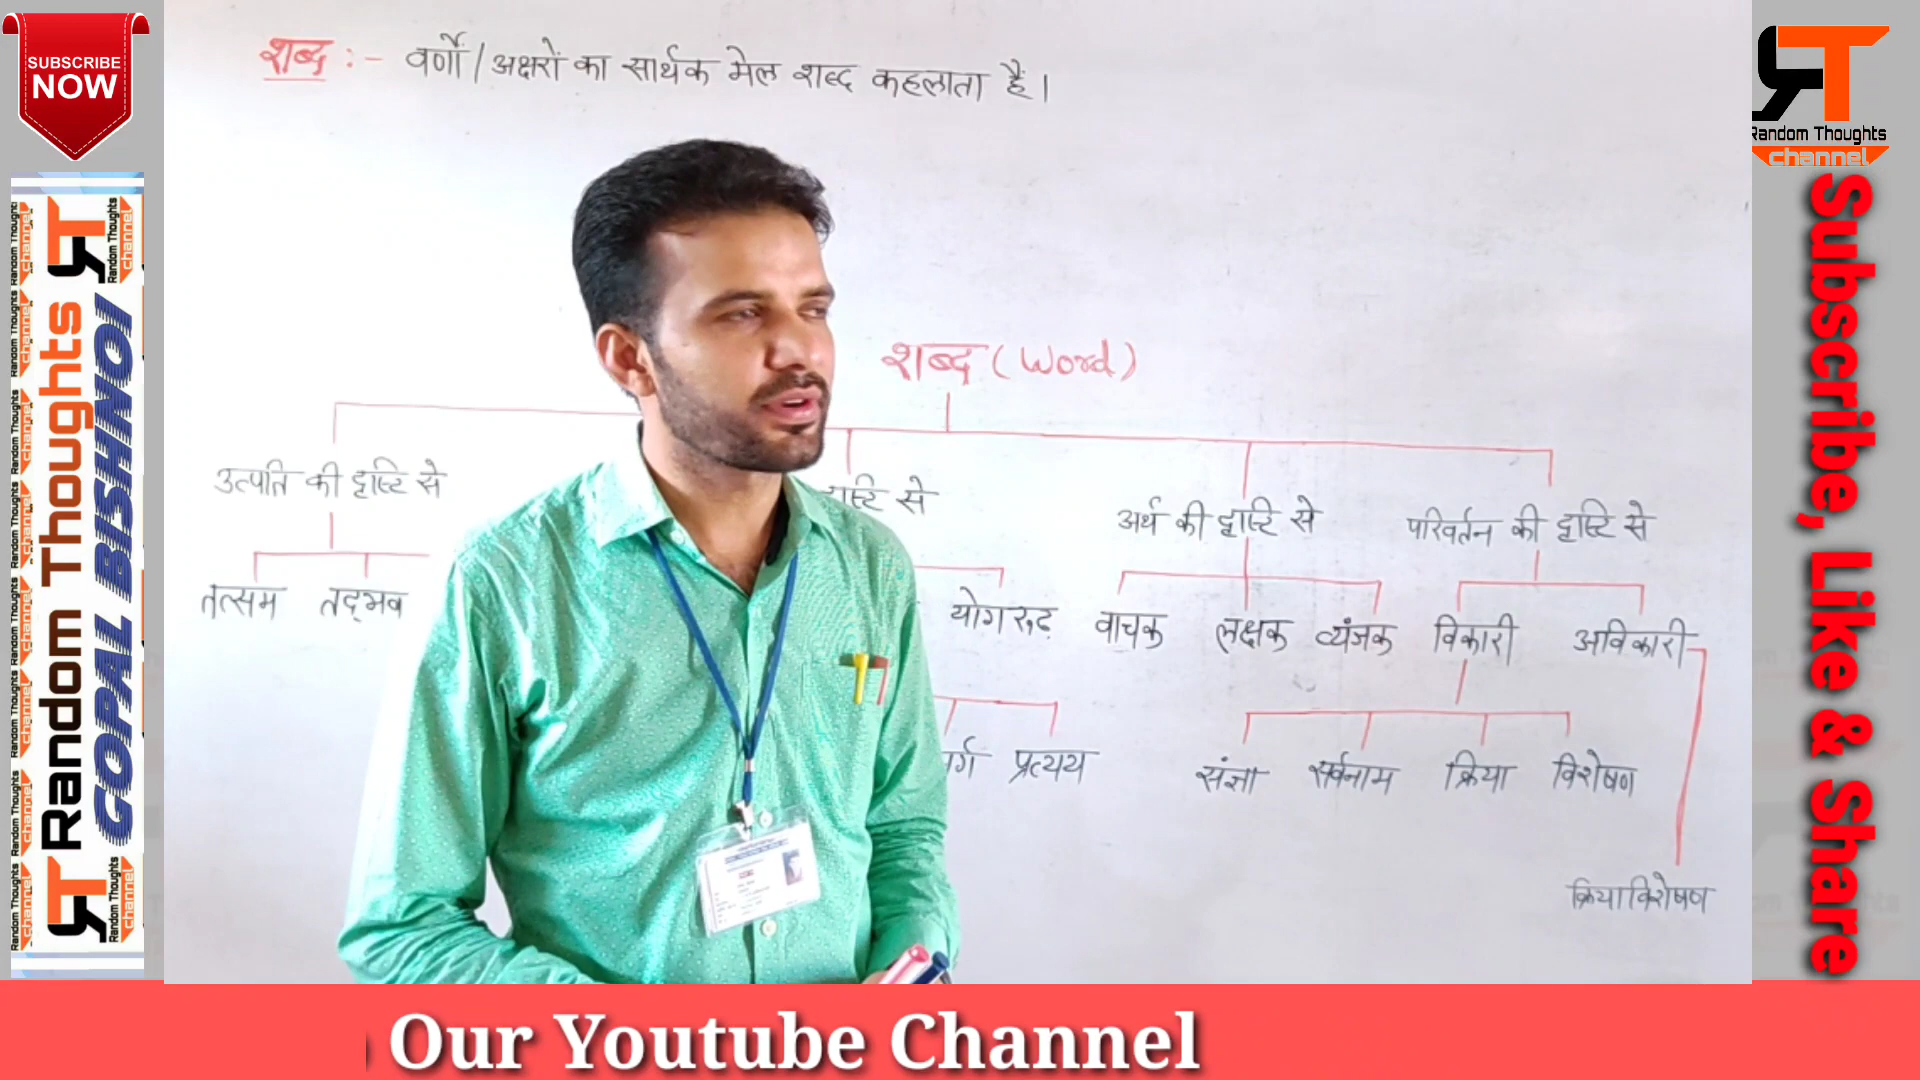 SUBSCRIBE
NOW
Random Thoughts
GOPAL BISHNOI
शब्द :- वर्णों/अक्षरों का सार्थक मेल शब्द कहलाता है।
शब्द (Word)
उत्पति की दृष्टि से
से
अर्थ की दृष्टि से
परिवर्तन की दृष्टि से
तत्सम तद्भव
योगरूढ़ वाचक लक्षक व्यंजक विकारी अविकारी
प्रत्यय संज्ञा सर्वनाम क्रिया विशेषण
क्रियाविशेषण
RT
Random Thoughts
channel
Subscribe, Like & Share
Our Youtube Channel